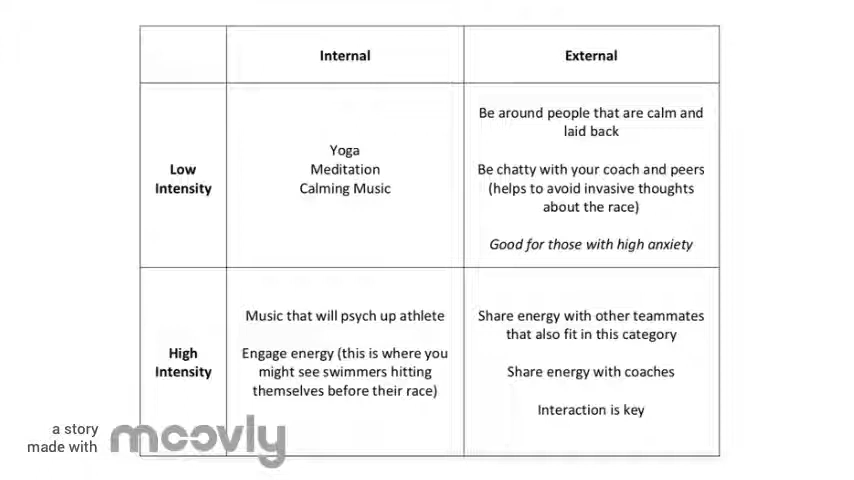 Internal
External
Low
Intensity
Yoga
Meditation
Calming Music
Be around people that are calm and
laid back
Be chatty with your coach and peers
(helps to avoid invasive thoughts
about the race)
Good for those with high anxiety
High
Intensity
Music that will psych up athlete
Engage energy (this is where you
might see swimmers hitting
themselves before their race)
Share energy with other teammates
that also fit in this category
Share energy with coaches
Interaction is key
a story
made with
moovly